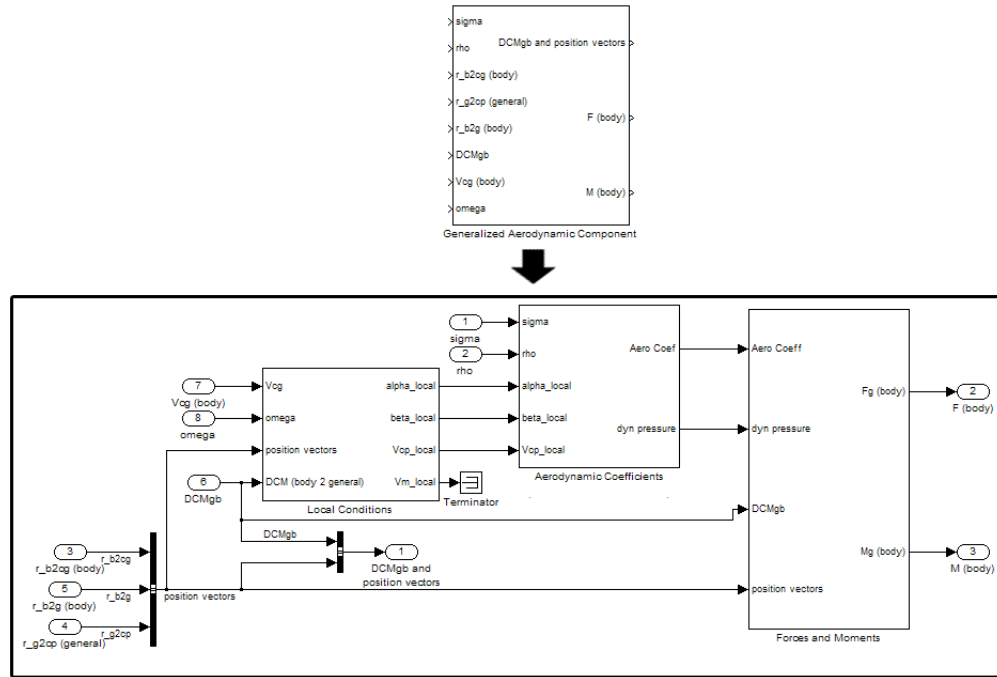 sigma
rho
r_b2cg (body)
r_g2cp (general)
r_b2g (body)
DCMgb
Vcg (body)
omega
DCMgb and position vectors
F (body)
M (body)
Generalized Aerodynamic Component
1
sigma
2
rho
sigma
rho
alpha_local
beta_local
Vcp_local
Aero Coef
dyn pressure
Aerodynamic Coefficients
7
Vcg (body)
8
omega
6
DCMgb
Vcg
omega
position vectors
DCM (body 2 general)
alpha_local
beta_local
Vcp_local
Vm_local
Local Conditions
Terminator
Aero Coeff
dyn pressure
DCMgb
position vectors
Fg (body)
Mg (body)
Forces and Moments
2
F (body)
3
M (body)
DCMgb
1
DCMgb and
position vectors
3
r_b2cg (body)
r_b2cg
5
r_b2g (body)
r_b2g
4
r_g2cp (general)
r_g2cp
position vectors